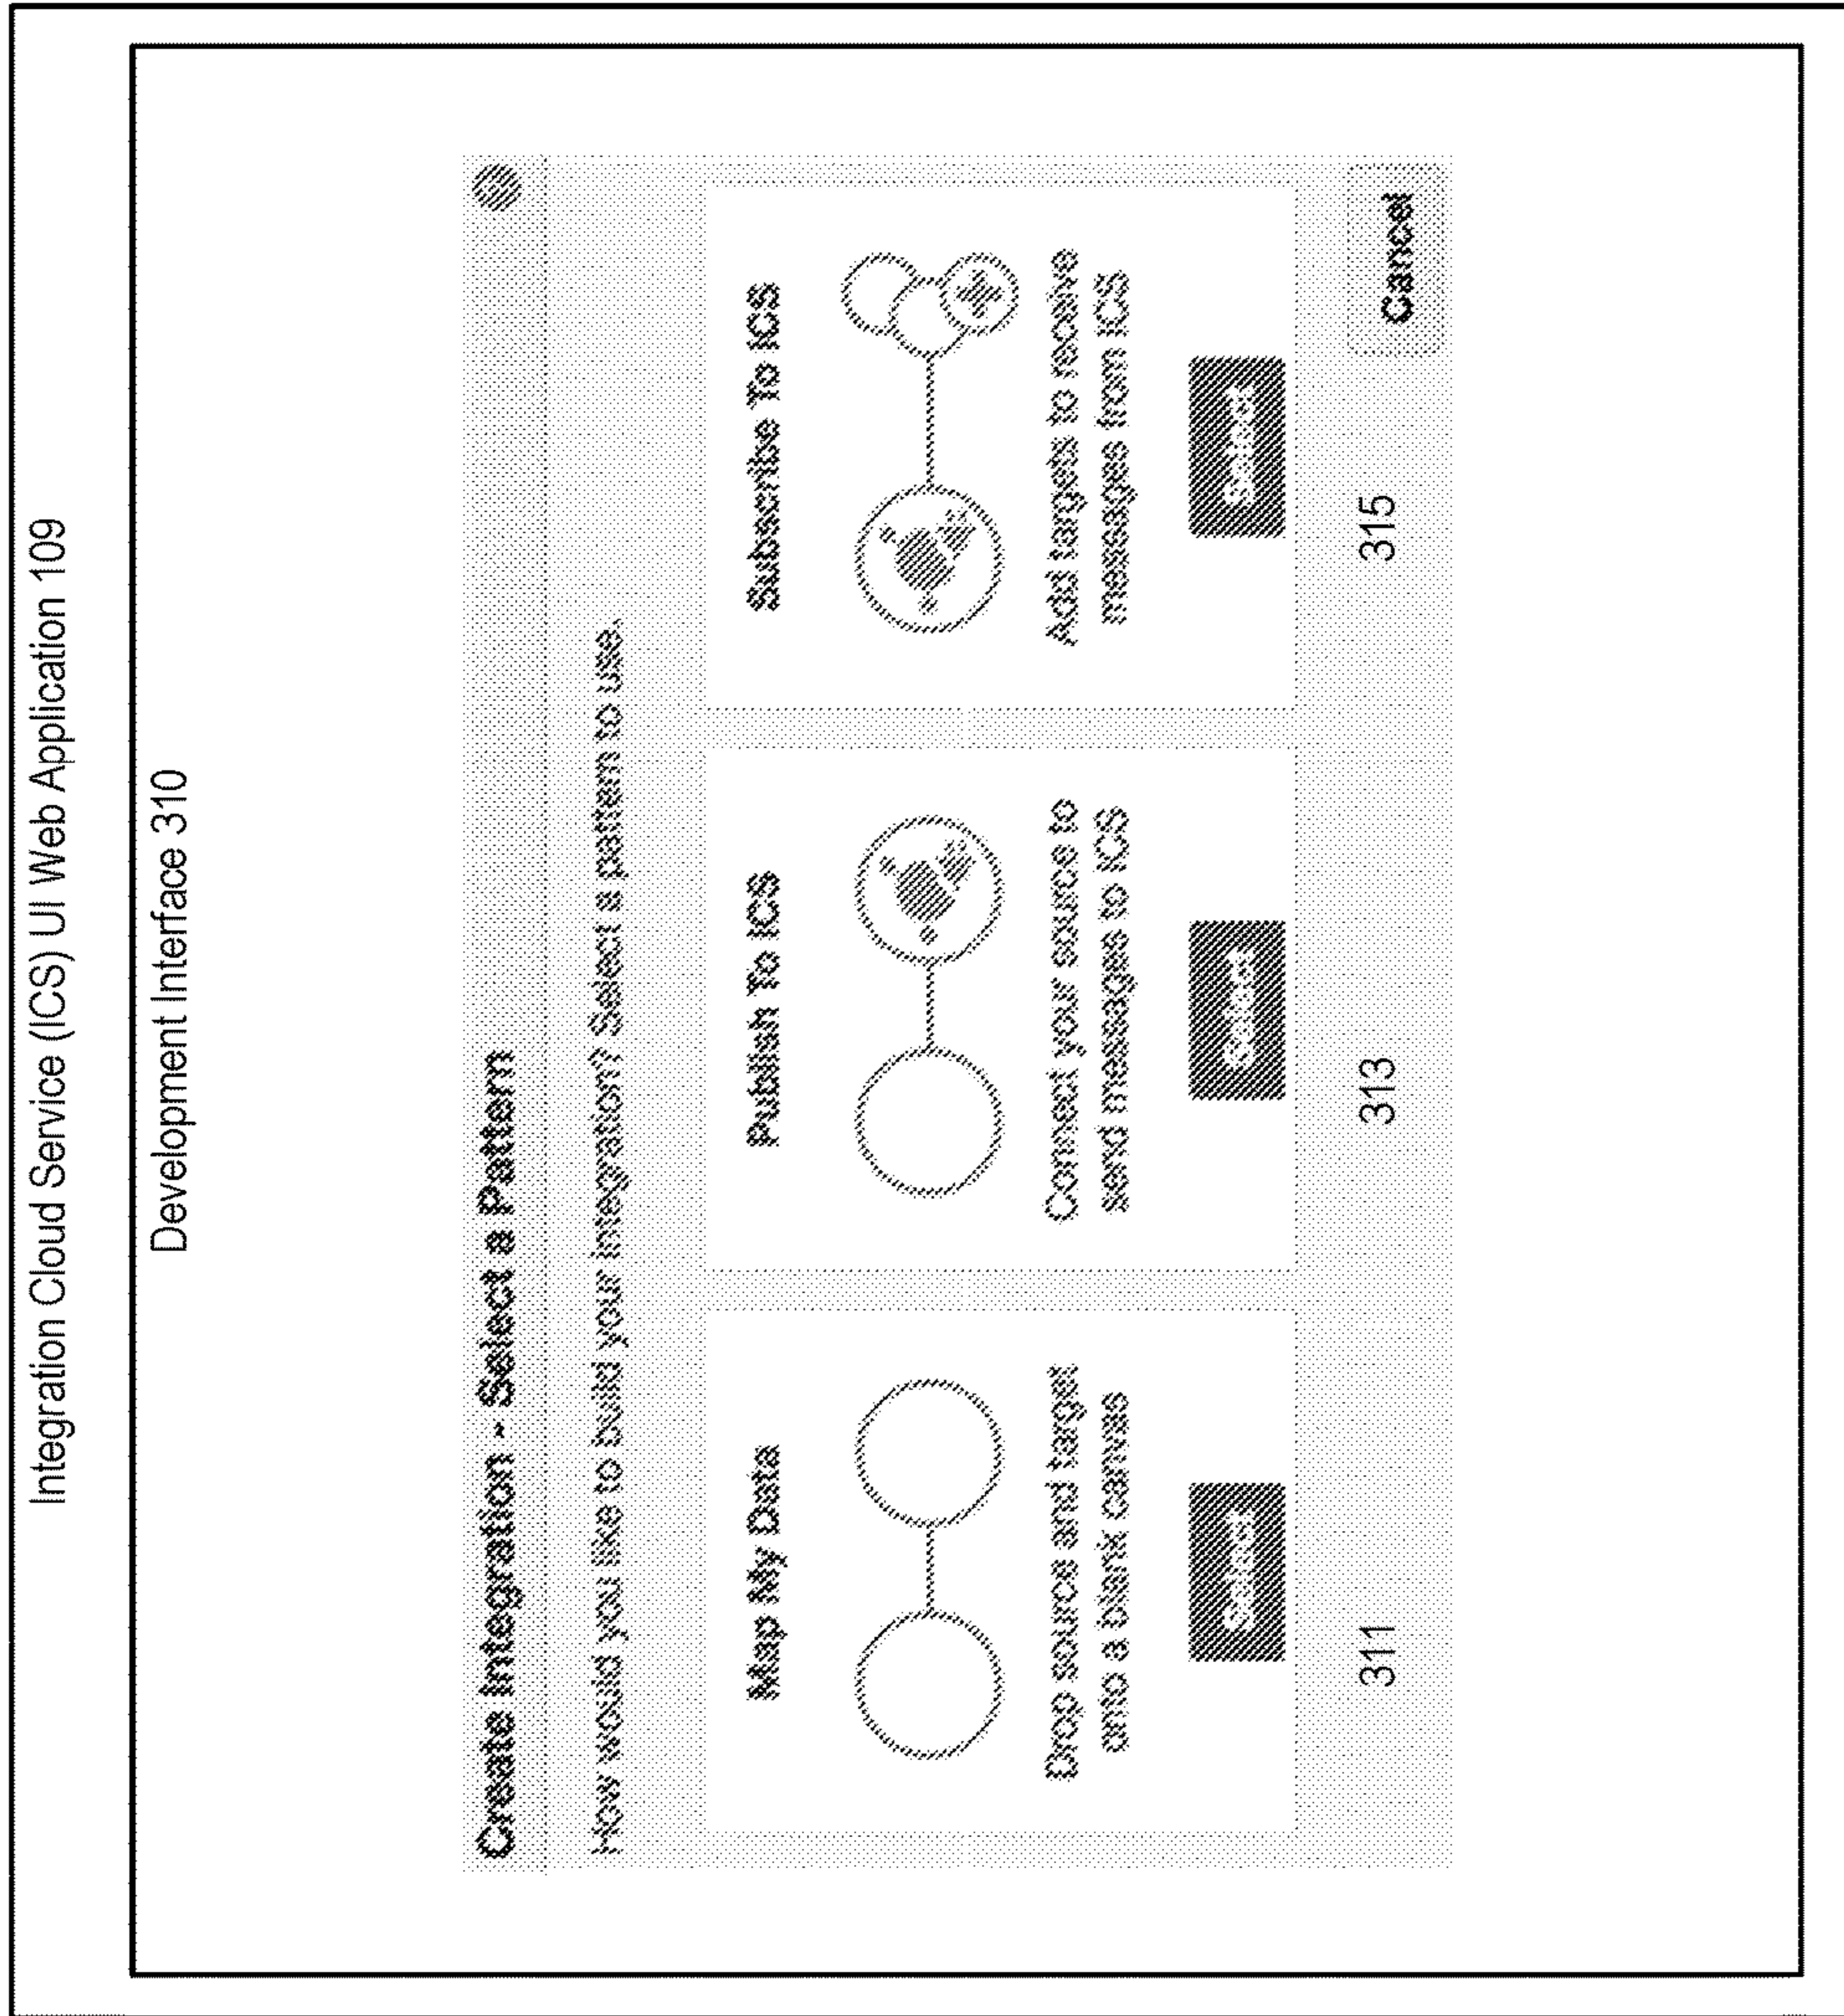 Integration Cloud Service (ICS) UI Web Application 109
Development Interface 310
Create Integration - Select a Pattern
How would you like to build your integration? Select a pattern to use.
Map My Data
Drop source and target
onto a blank canvas
Select
311
Publish To ICS
Connect your source to
send messages to ICS
Select
313
Subscribe To ICS
Add targets to receive
messages from ICS
Select
315
Cancel